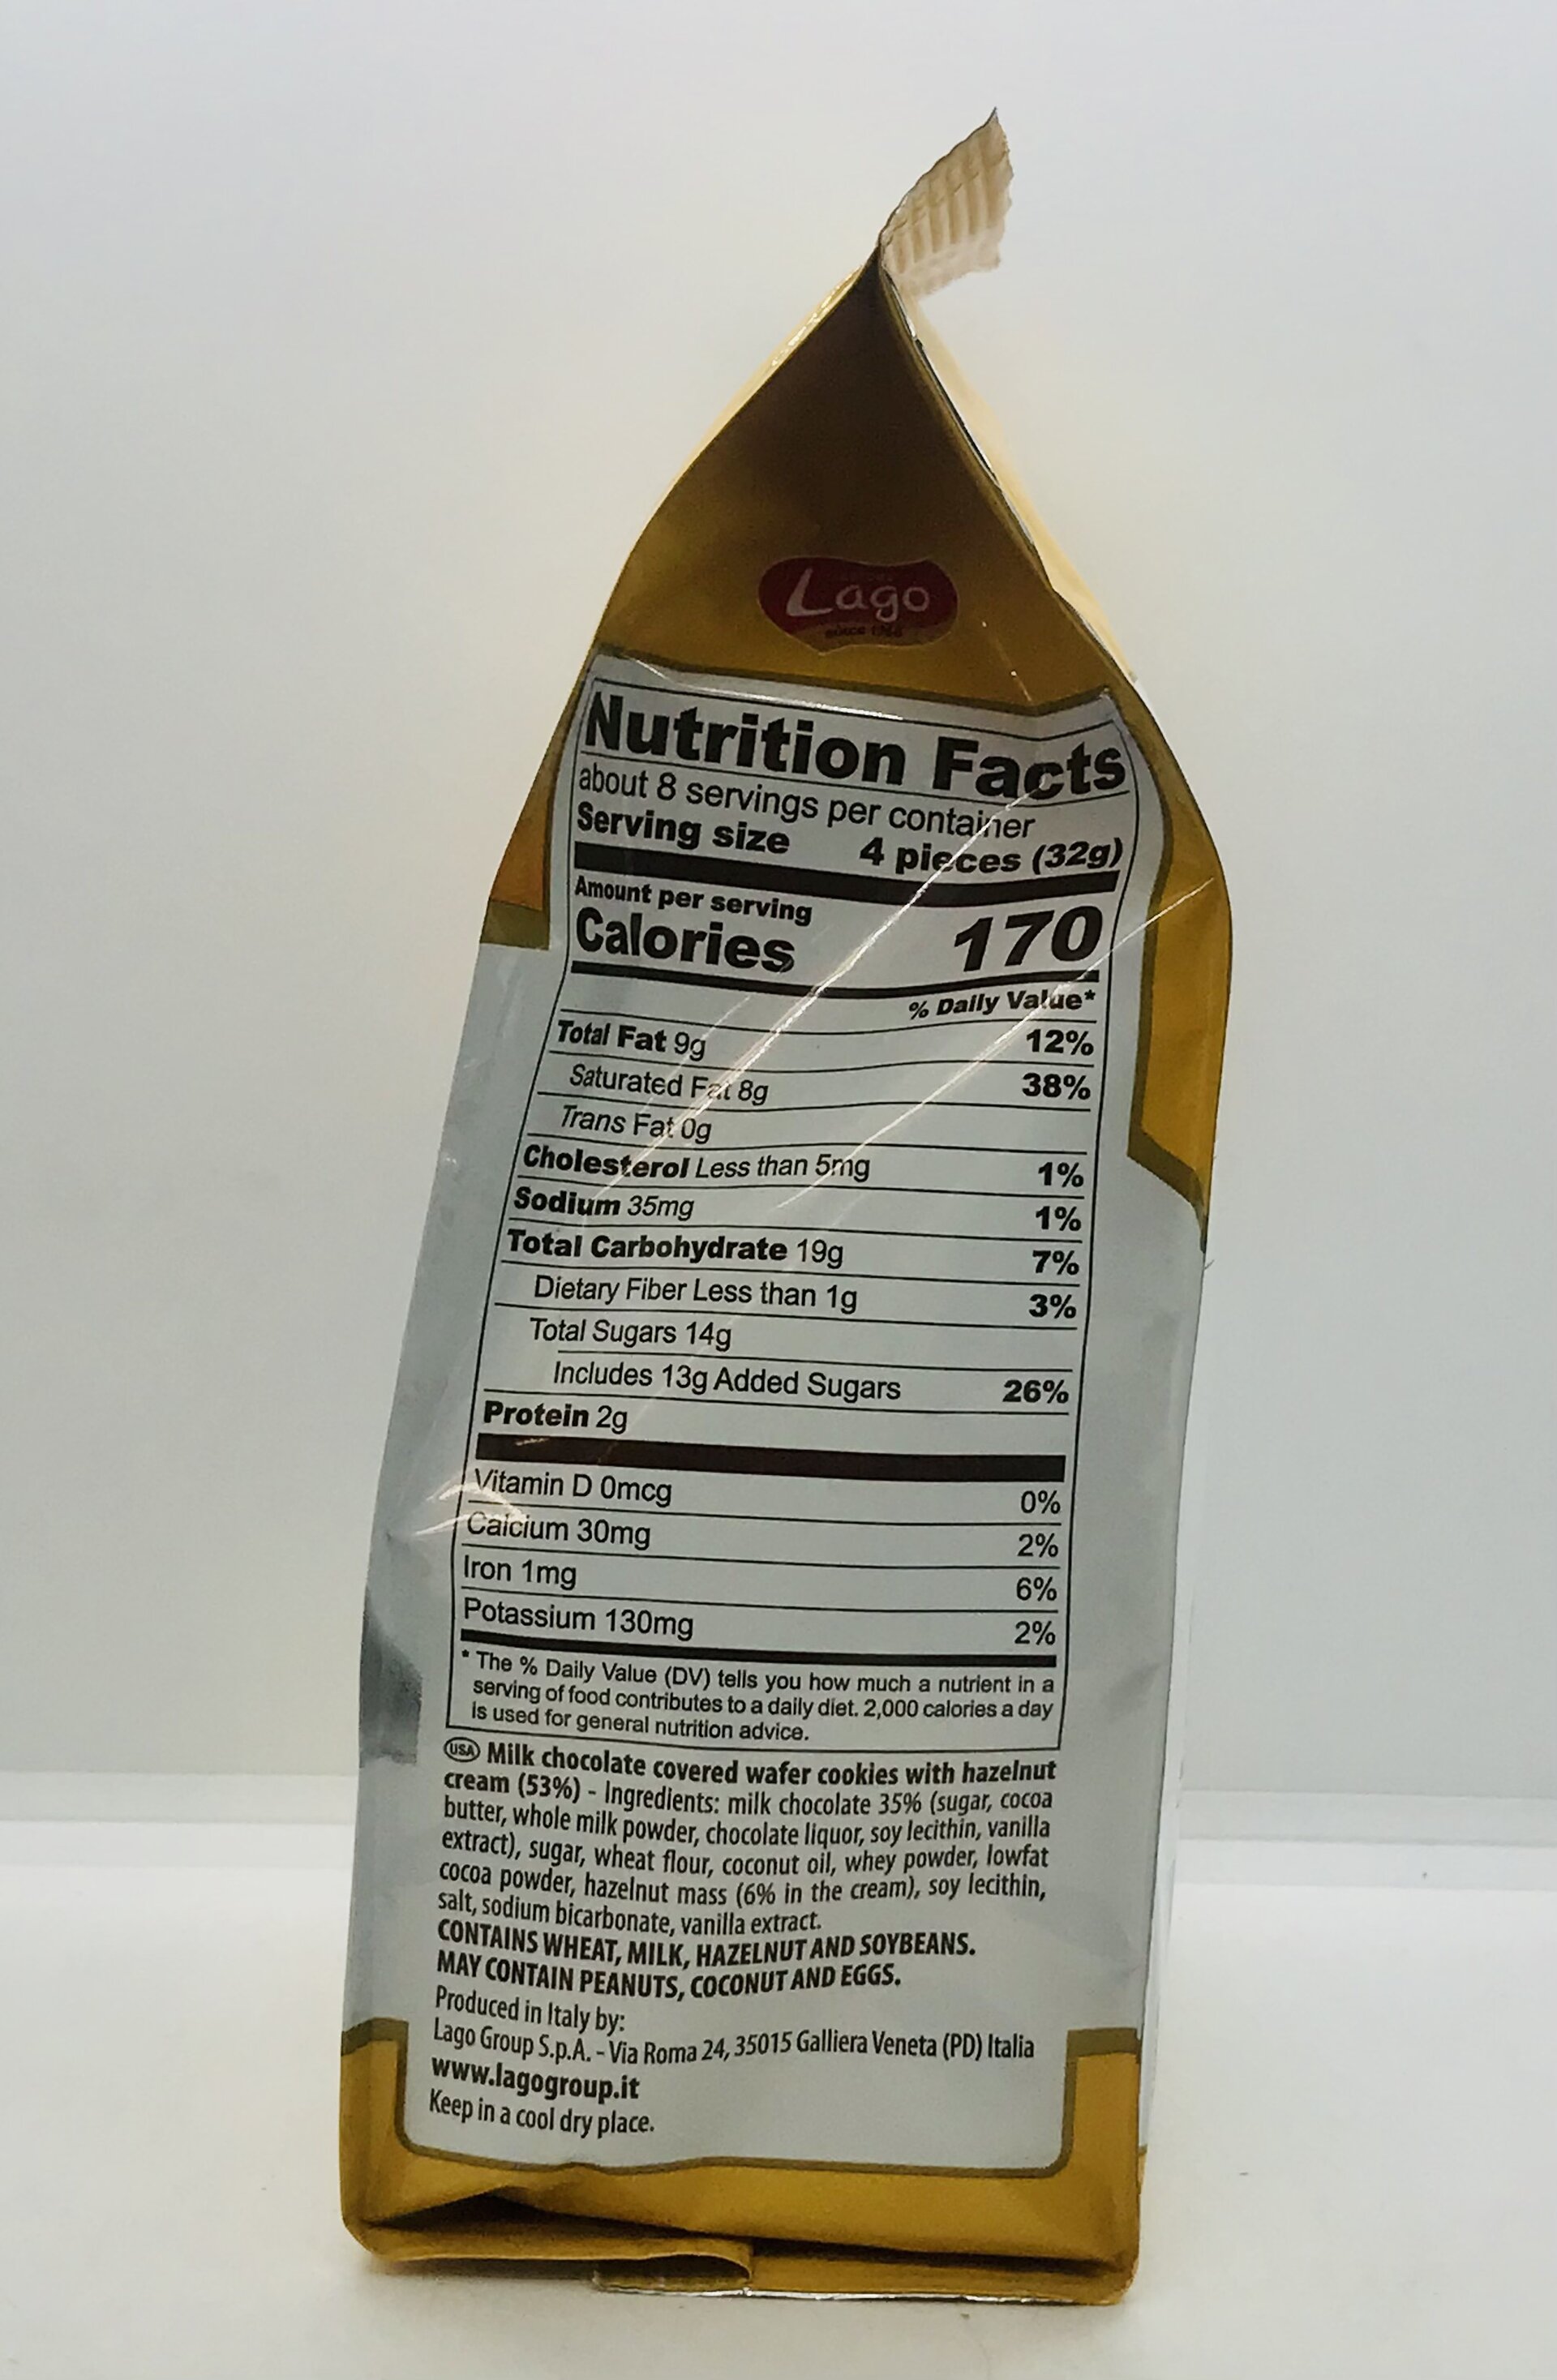 Lago
Nutrition Facts
about 8 servings per container
Serving size 4 pieces (32g)
Amount per serving
Calories 170
% Daily Value*
Total Fat 9g 12%
Saturated Fat 8g 38%
Trans Fat 0g
Cholesterol Less than 5mg 1%
Sodium 35mg 1%
Total Carbohydrate 19g 7%
Dietary Fiber Less than 1g 3%
Total Sugars 14g
Includes 13g Added Sugars 26%
Protein 2g
Vitamin D 0mcg 0%
Calcium 30mg 2%
Iron 1mg 6%
Potassium 130mg 2%
* The % Daily Value (DV) tells you how much a nutrient in a
serving of food contributes to a daily diet. 2,000 calories a day
is used for general nutrition advice.
USA Milk chocolate covered wafer cookies with hazelnut
cream (53%) - Ingredients: milk chocolate 35% (sugar, cocoa
butter, whole milk powder, chocolate liquor, soy lecithin, vanilla
extract), sugar, wheat flour, coconut oil, whey powder, lowfat
cocoa powder, hazelnut mass (6% in the cream), soy lecithin,
salt, sodium bicarbonate, vanilla extract.
CONTAINS WHEAT, MILK, HAZELNUT AND SOYBEANS.
MAY CONTAIN PEANUTS, COCONUT AND EGGS.
Produced in Italy by:
Lago Group S.p.A. - Via Roma 24, 35015 Galliera Veneta (PD) Italia
www.lagogroup.it
Keep in a cool dry place.